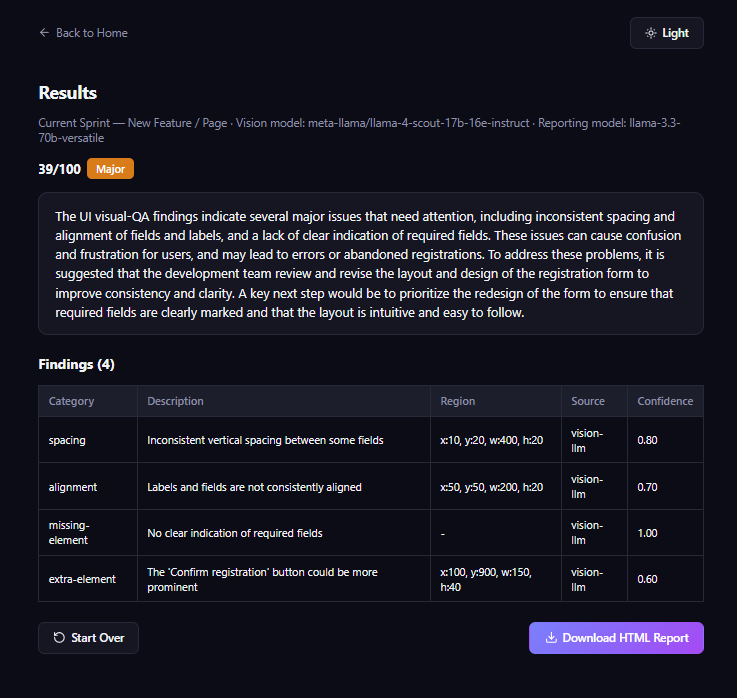 Back to Home
Light
Results
Current Sprint — New Feature / Page · Vision model: meta-llama/llama-4-scout-17b-16e-instruct · Reporting model: llama-3.3-
70b-versatile
39/100 Major
The UI visual-QA findings indicate several major issues that need attention, including inconsistent spacing and
alignment of fields and labels, and a lack of clear indication of required fields. These issues can cause confusion
and frustration for users, and may lead to errors or abandoned registrations. To address these problems, it is
suggested that the development team review and revise the layout and design of the registration form to
improve consistency and clarity. A key next step would be to prioritize the redesign of the form to ensure that
required fields are clearly marked and that the layout is intuitive and easy to follow.
Findings (4)
Category Description Region Source Confidence
spacing Inconsistent vertical spacing between some fields x:10, y:20, w:400, h:20 vision-
llm 0.80
alignment Labels and fields are not consistently aligned x:50, y:50, w:200, h:20 vision-
llm 0.70
missing-
element No clear indication of required fields - vision-
llm 1.00
extra-element The 'Confirm registration' button could be more
prominent x:100, y:900, w:150,
h:40 vision-
llm 0.60
Start Over
Download HTML Report